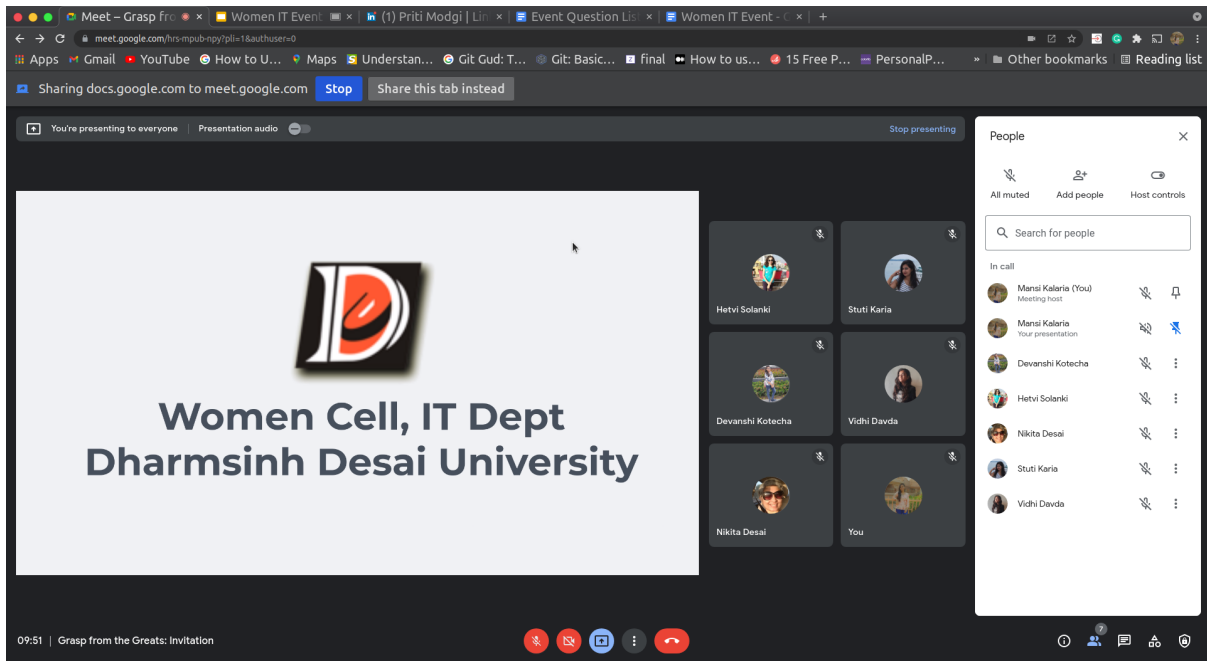 Meet – Grasp fro
Women IT Event
(1) Priti Modgi | Lin
Event Question Lis
Women IT Event - G
meet.google.com/hrs-mpub-npy?pli=1&authuser=0
Apps
Gmail
YouTube
How to U...
Maps
Understan...
Git Gud: T...
Git: Basic...
final
How to us...
15 Free P...
PersonalP...
»
Other bookmarks
Reading list
Sharing docs.google.com to meet.google.com
Stop
Share this tab instead
You're presenting to everyone
Presentation audio
Stop presenting
Women Cell, IT Dept
Dharmsinh Desai University
Hetvi Solanki
Stuti Karia
Devanshi Kotecha
Vidhi Davda
Nikita Desai
You
People
All muted
Add people
Host controls
Search for people
In call
Mansi Kalaria (You)
Meeting host
Mansi Kalaria
Your presentation
Devanshi Kotecha
Hetvi Solanki
Nikita Desai
Stuti Karia
Vidhi Davda
09:51 | Grasp from the Greats: Invitation
7